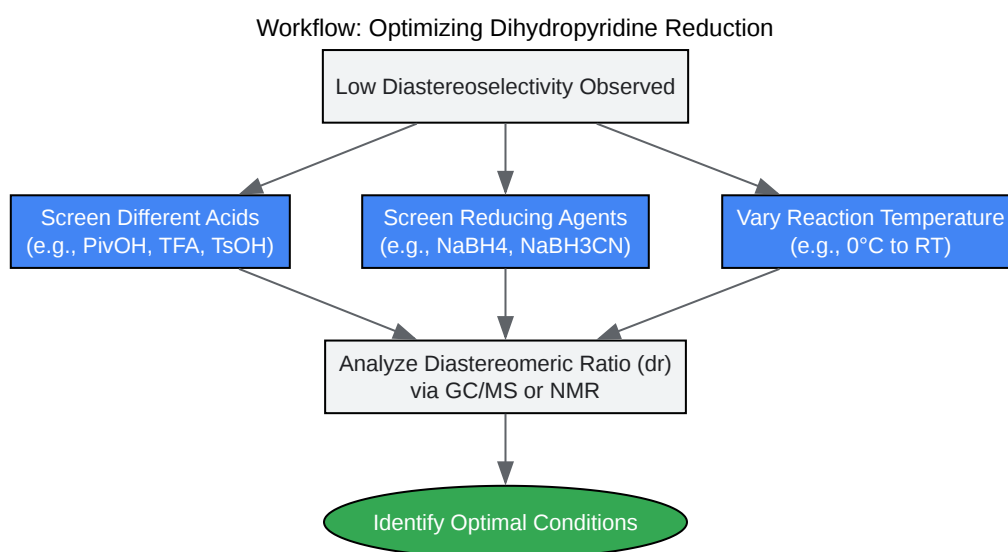 Workflow: Optimizing Dihydropyridine Reduction
Low Diastereoselectivity Observed
Screen Different Acids
(e.g., PivOH, TFA, TsOH)
Screen Reducing Agents
(e.g., NaBH4, NaBH3CN)
Vary Reaction Temperature
(e.g., 0°C to RT)
Analyze Diastereomeric Ratio (dr)
via GC/MS or NMR
Identify Optimal Conditions